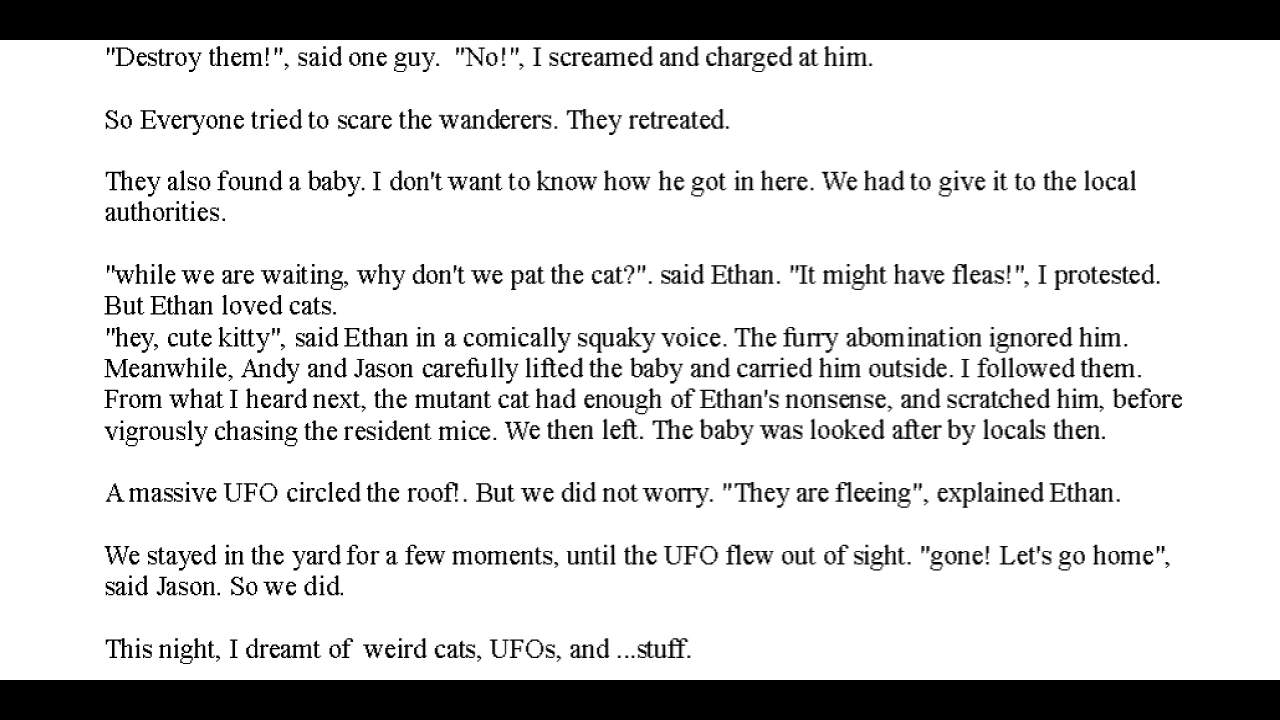 "Destroy them!", said one guy.  "No!", I screamed and charged at him.
So Everyone tried to scare the wanderers. They retreated.
They also found a baby. I don't want to know how he got in here. We had to give it to the local
authorities.
"while we are waiting, why don't we pat the cat?". said Ethan. "It might have fleas!", I protested.
But Ethan loved cats.
"hey, cute kitty", said Ethan in a comically squaky voice. The furry abomination ignored him.
Meanwhile, Andy and Jason carefully lifted the baby and carried him outside. I followed them.
From what I heard next, the mutant cat had enough of Ethan's nonsense, and scratched him, before
vigrously chasing the resident mice. We then left. The baby was looked after by locals then.
A massive UFO circled the roof!. But we did not worry. "They are fleeing", explained Ethan.
We stayed in the yard for a few moments, until the UFO flew out of sight. "gone! Let's go home",
said Jason. So we did.
This night, I dreamt of  weird cats, UFOs, and ...stuff.